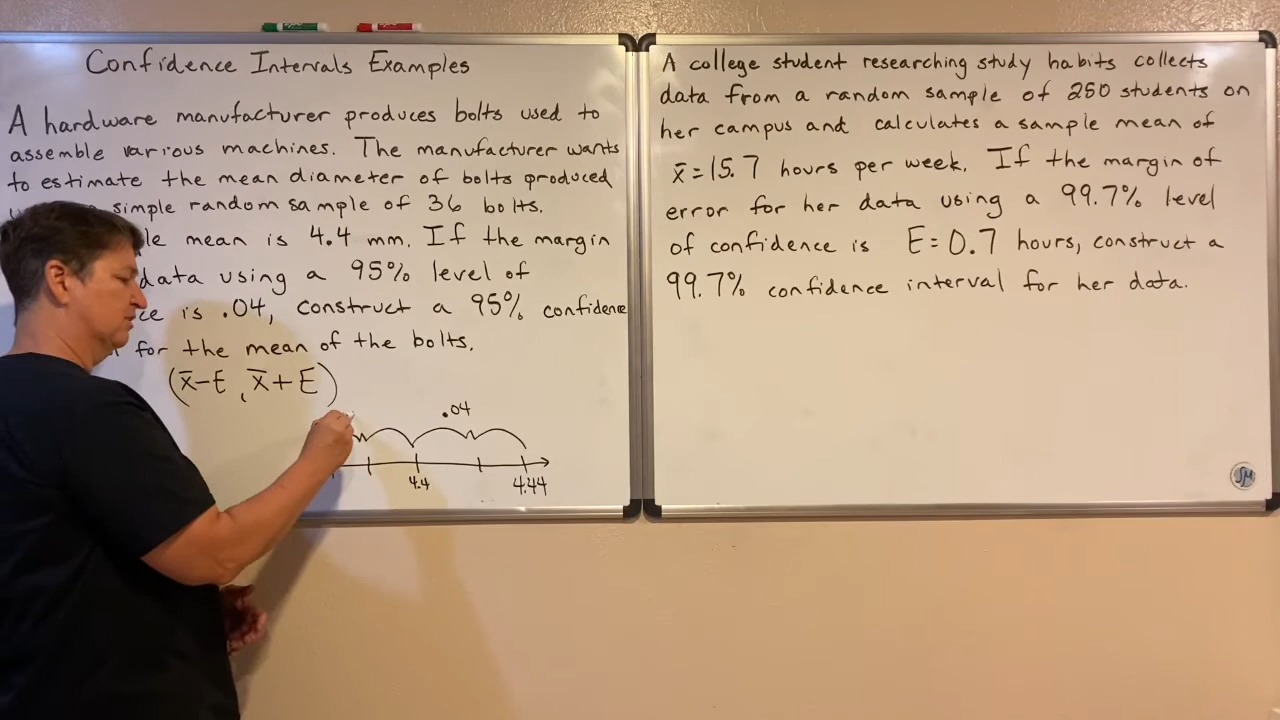 Confidence Intervals Examples
A hardware manufacturer produces bolts used to
assemble various machines. The manufacturer wants
to estimate the mean diameter of bolts produced
simple random sample of 36 bolts.
mean is 4.4 mm. If the margin
data using a 95% level of
is .04, construct a 95% confidence
for the mean of the bolts.
(x̄-E, x̄+E)
.04
4.4 4.44
A college student researching study habits collects
data from a random sample of 250 students on
her campus and calculates a sample mean of
x̄=15.7 hours per week. If the margin of
error for her data using a 99.7% level
of confidence is E=0.7 hours, construct a
99.7% confidence interval for her data.